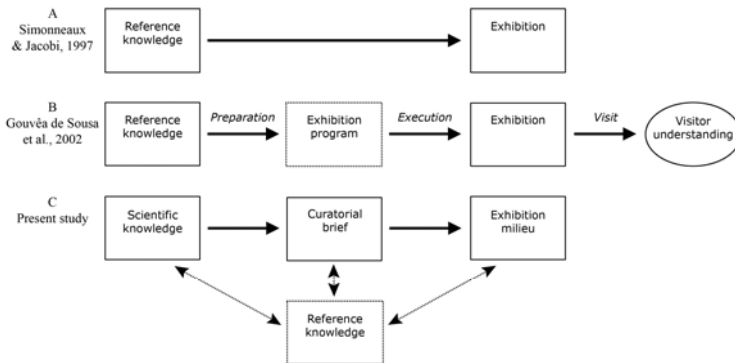 A
Simonneaux
& Jacobi, 1997
Reference
knowledge
Exhibition
B
Gouvêa de Sousa
et al., 2002
Reference
knowledge
Preparation
Exhibition
program
Execution
Exhibition
Visit
Visitor
understanding
C
Present study
Scientific
knowledge
Curatorial
brief
Exhibition
milieu
Reference
knowledge